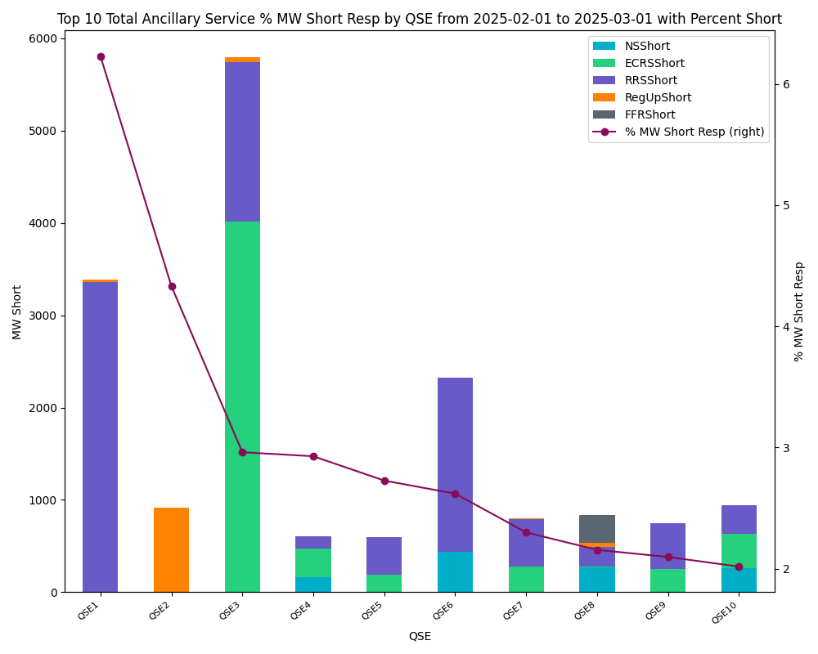 Top 10 Total Ancillary Service % MW Short Resp by QSE from 2025-02-01 to 2025-03-01 with Percent Short
NSShort
ECRSShort
RRSShort
RegUpShort
FFRShort
% MW Short Resp (right)
6000
5000
4000
3000
2000
1000
0
MW Short
6
5
4
3
2
% MW Short Resp
QSE1
QSE2
QSE3
QSE4
QSE5
QSE6
QSE7
QSE8
QSE9
QSE10
QSE